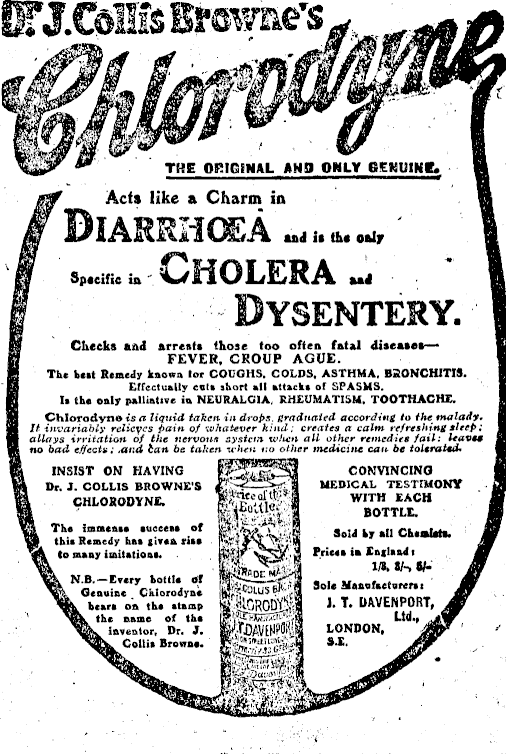 Dr. J. Collis Browne's
Chlorodyne
THE ORIGINAL AND ONLY GENUINE.
Acts like a Charm in
DIARRHŒA and is the only
Specific in CHOLERA and
DYSENTERY.
Checks and arrests those too often fatal diseases—
FEVER, CROUP AGUE.
The best Remedy known for COUGHS, COLDS, ASTHMA, BRONCHITIS.
Effectually cuts short all attacks of SPASMS.
Is the only palliative in NEURALGIA, RHEUMATISM, TOOTHACHE.
Chlorodyne is a liquid taken in drops, graduated according to the malady.
It invariably relieves pain of whatever kind; creates a calm refreshing sleep;
allays irritation of the nervous system when all other remedies fail; leaves
no bad effects; and can be taken when no other medicine can be tolerated.
INSIST ON HAVING
Dr. J. COLLIS BROWNE'S
CHLORODYNE.
The immense success of
this Remedy has given rise
to many imitations.
N.B.—Every bottle of
Genuine Chlorodyne
bears on the stamp
the name of the
inventor, Dr. J.
Collis Browne.
Price of this
Bottle
TRADE MA
HLORODYN
J.T. DAVENPOR
CONVINCING
MEDICAL TESTIMONY
WITH EACH
BOTTLE.
Sold by all Chemists.
Prices in England:
Sole Manufacturers:
J. T. DAVENPORT,
Ltd.,
LONDON,
S.E.